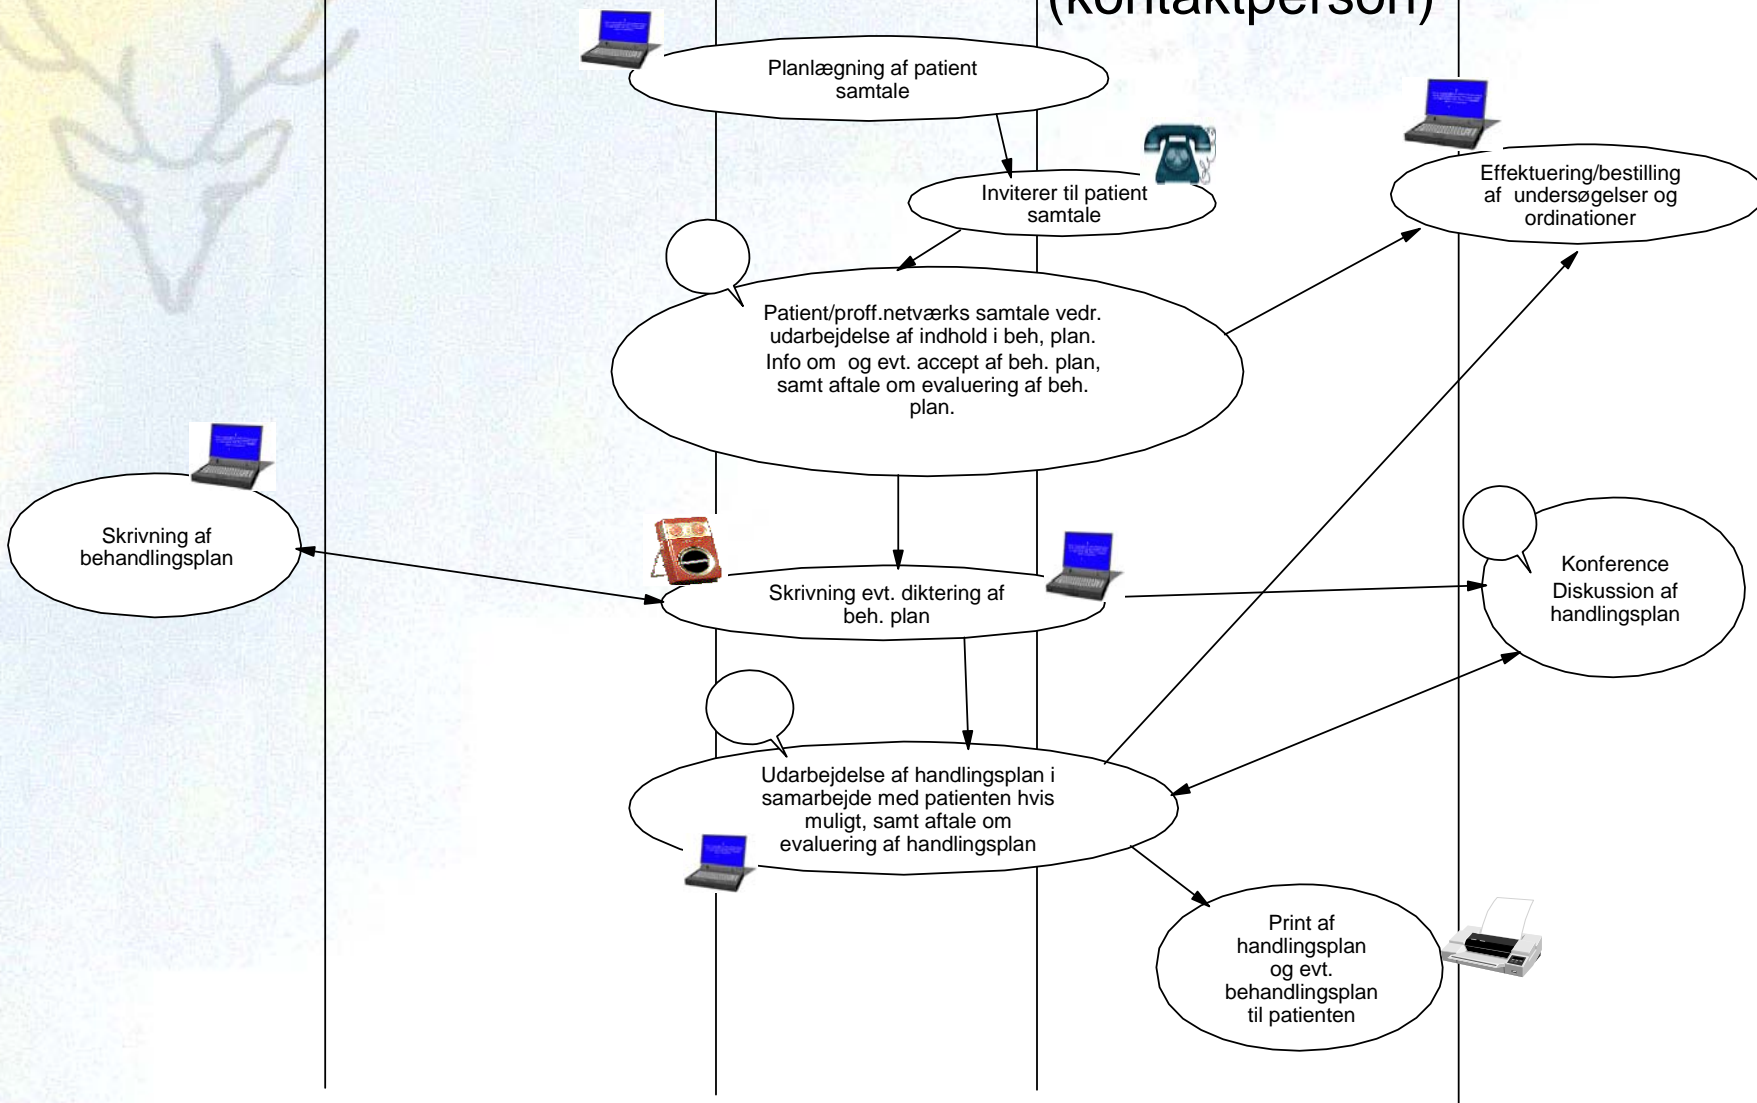 (kontaktperson)
Planlægning af patient
samtale
Inviterer til patient
samtale
Effektuering/bestilling
af undersøgelser og
ordinationer
Patient/proff.netværks samtale vedr.
udarbejdelse af indhold i beh, plan.
Info om og evt. accept af beh. plan,
samt aftale om evaluering af beh.
plan.
Skrivning af
behandlingsplan
Skrivning evt. diktering af
beh. plan
Konference
Diskussion af
handlingsplan
Udarbejdelse af handlingsplan i
samarbejde med patienten hvis
muligt, samt aftale om
evaluering af handlingsplan
Print af
handlingsplan
og evt.
behandlingsplan
til patienten